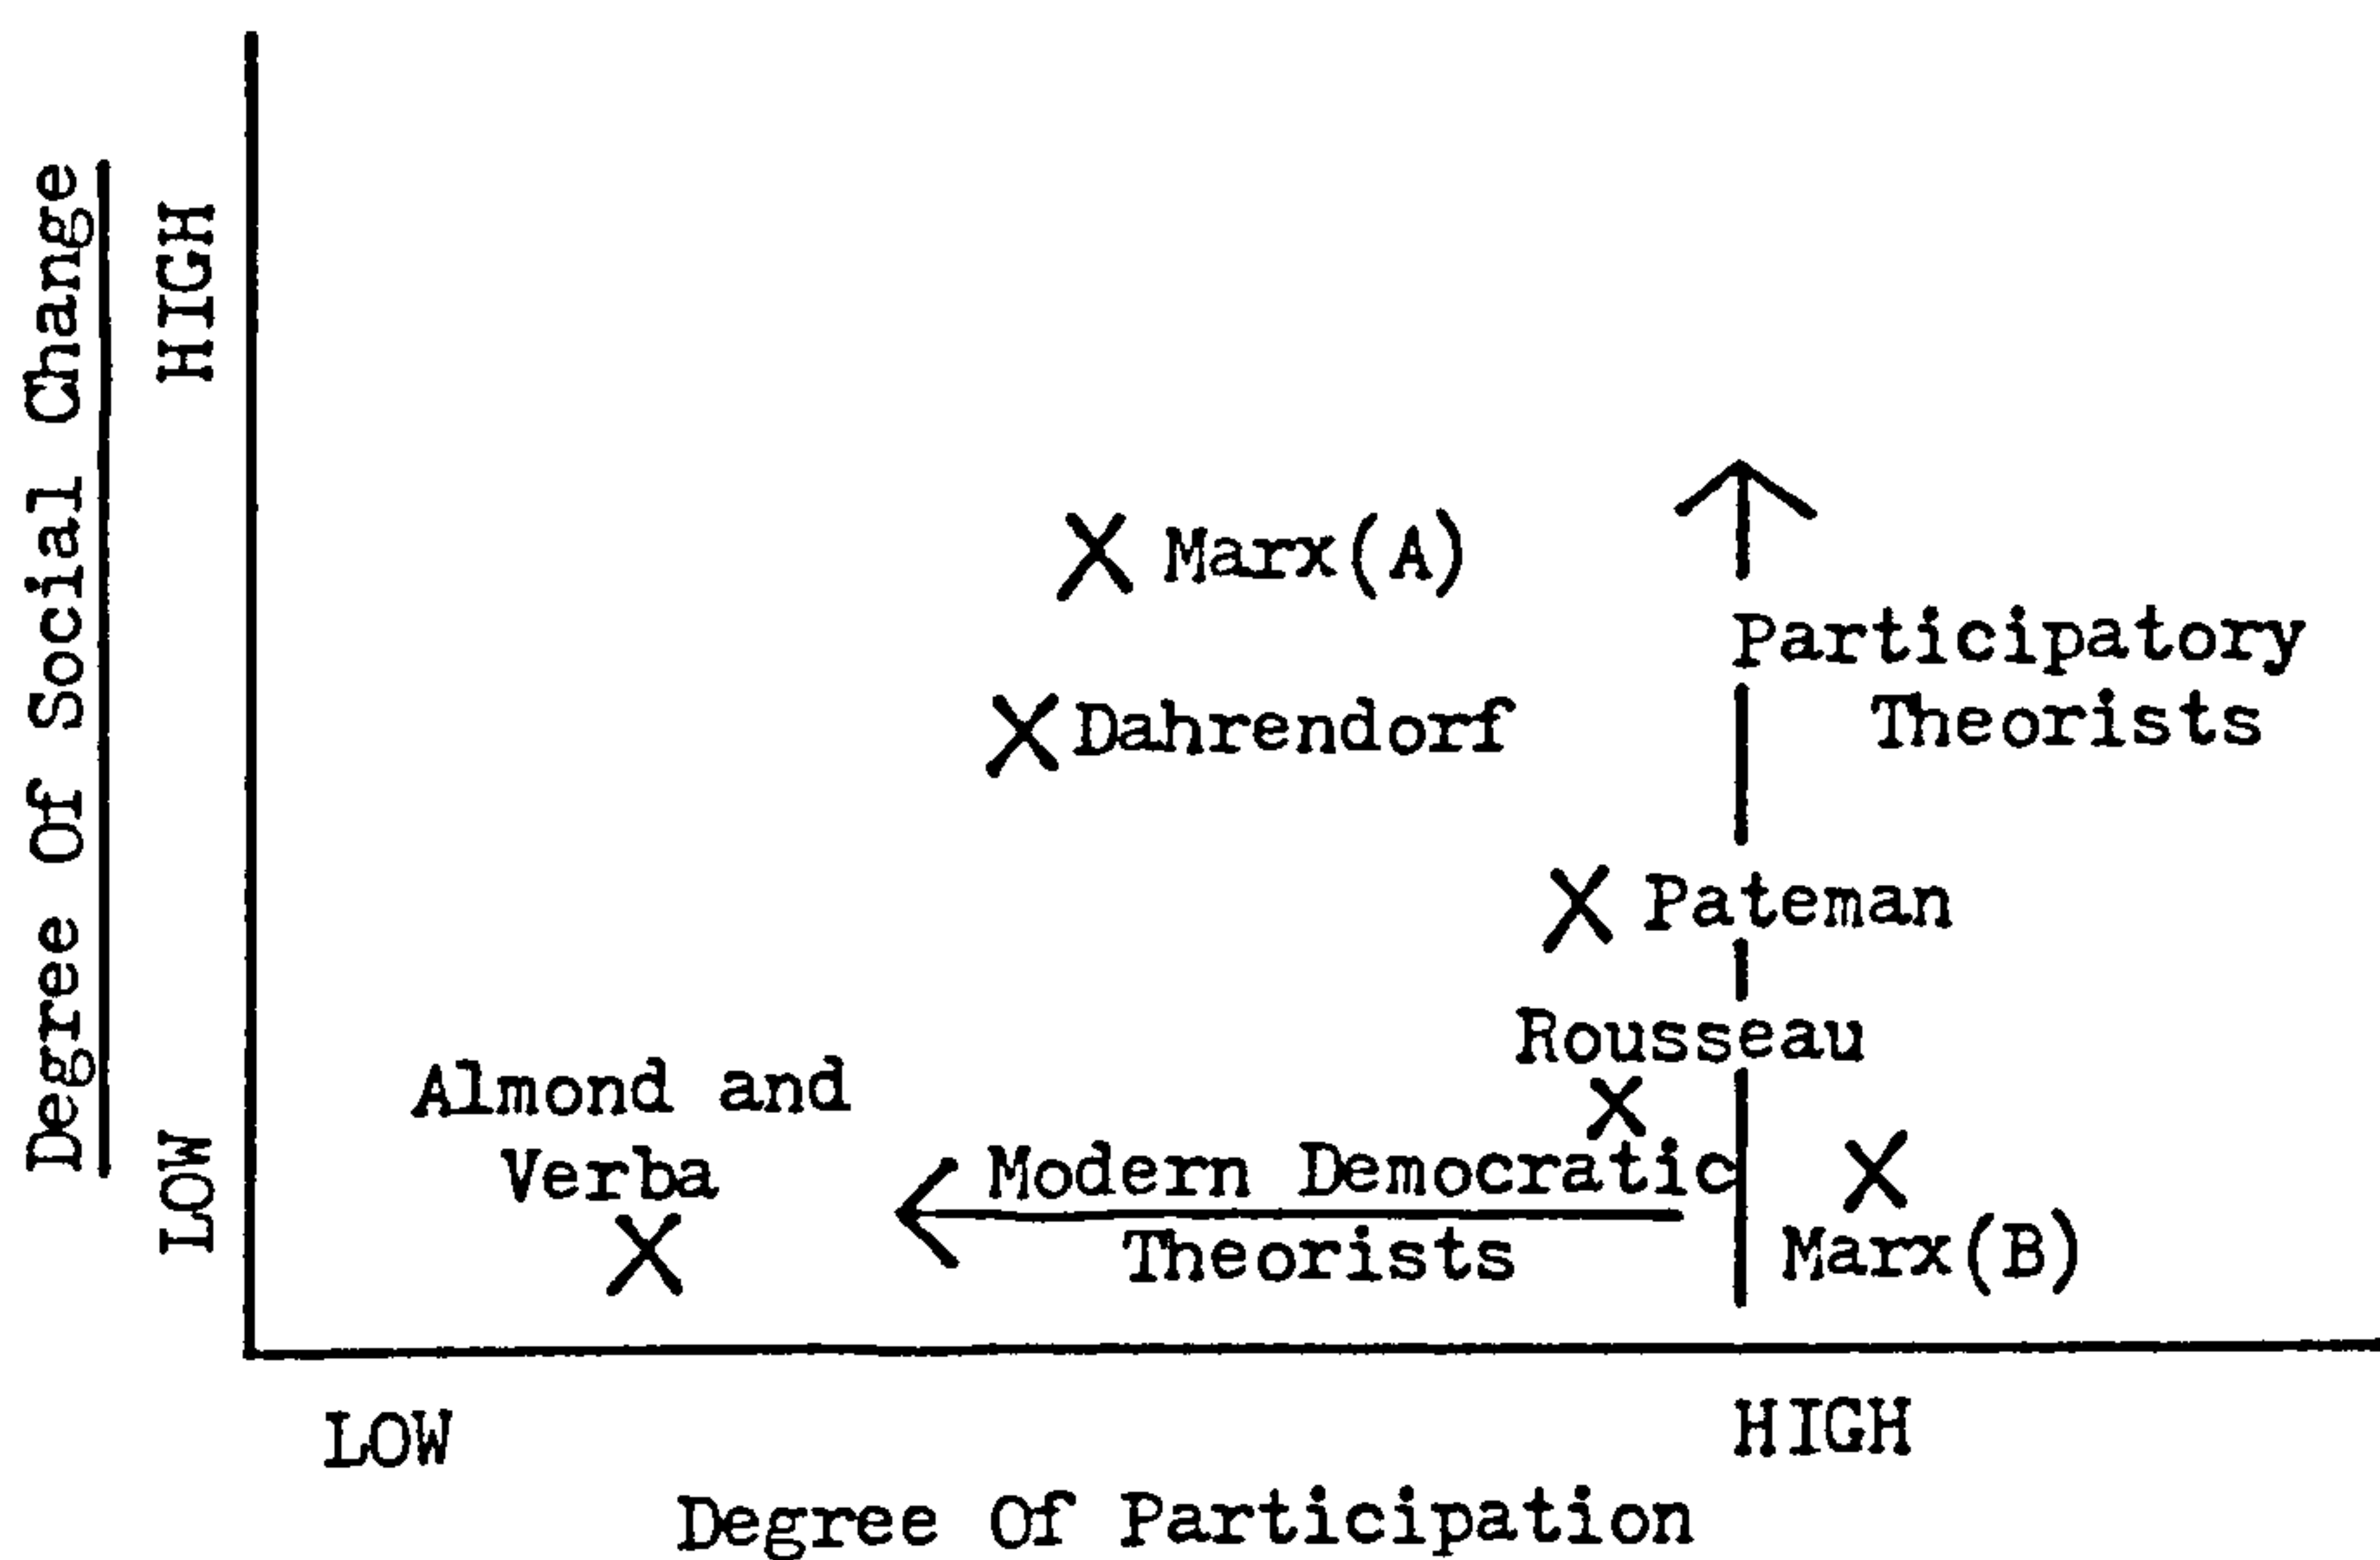 Degree Of Social Change
HIGH
LOW
Marx(A)
Participatory
Theorists
Dahrendorf
Pateman
Rousseau
Almond and
Verba
Modern Democratic
Theorists
Marx(B)
LOW
HIGH
Degree Of Participation